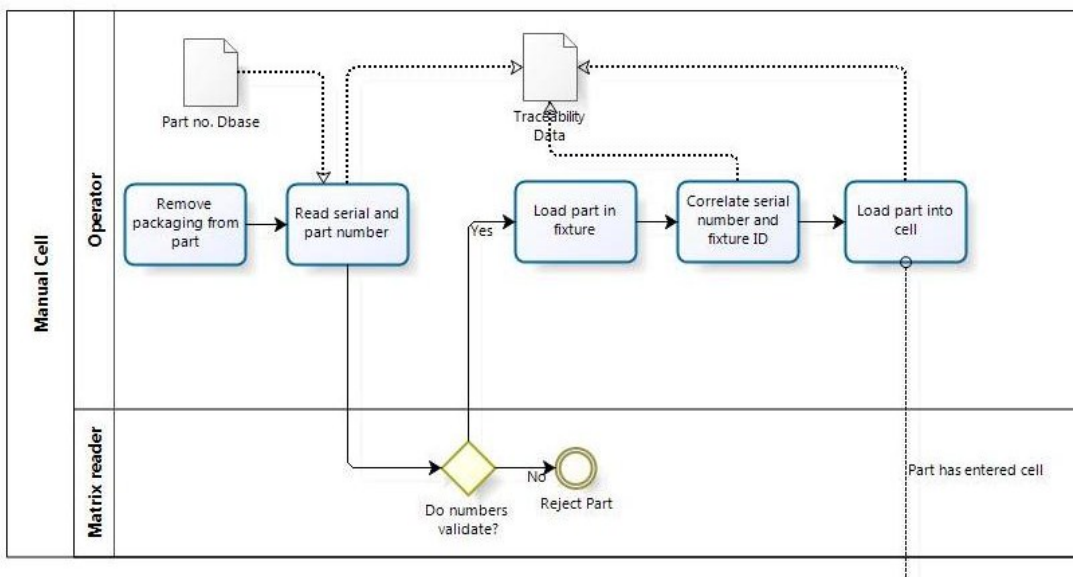 Manual Cell
Operator
Part no. Dbase
Traceability
Data
Remove
packaging from
part
Read serial and
part number
Yes
Load part in
fixture
Correlate serial
number and
fixture ID
Load part into
cell
Matrix reader
Do numbers
validate?
No
Reject Part
Part has entered cell